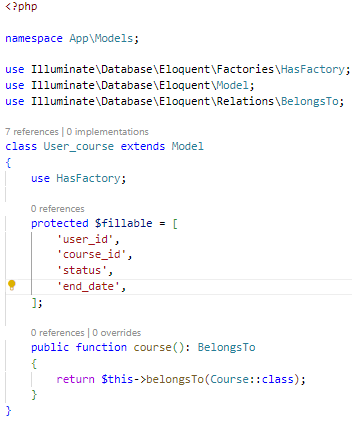 <?php
namespace App\Models;
use Illuminate\Database\Eloquent\Factories\HasFactory;
use Illuminate\Database\Eloquent\Model;
use Illuminate\Database\Eloquent\Relations\BelongsTo;
7 references | 0 implementations
class User_course extends Model
{
    use HasFactory;
    0 references
    protected $fillable = [
        'user_id',
        'course_id',
        'status',
        'end_date',
    ];
    0 references | 0 overrides
    public function course(): BelongsTo
    {
        return $this->belongsTo(Course::class);
    }
}